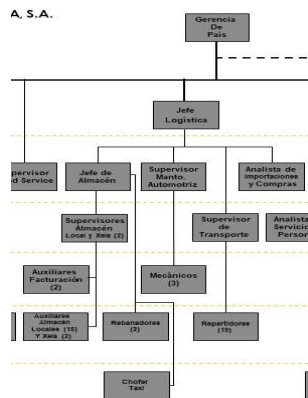 A, S.A.
Gerencia
De
País
Jefe
Logística
pervisor
ed Service
Jefe de
Almacén
Supervisor
Manto.
Automotriz
Analista de
Importaciones
y Compras
Supervisores
Almacén
Local y Xela (2)
Supervisor
de
Transporte
Analista
Servicio
Person
Auxiliares
Facturación
(2)
Mecànicos
(3)
Auxiliares
Almacén
Locales (15)
Y Xela (2)
Rebanadores
(2)
Repartidores
(19)
Chofer
Taxi